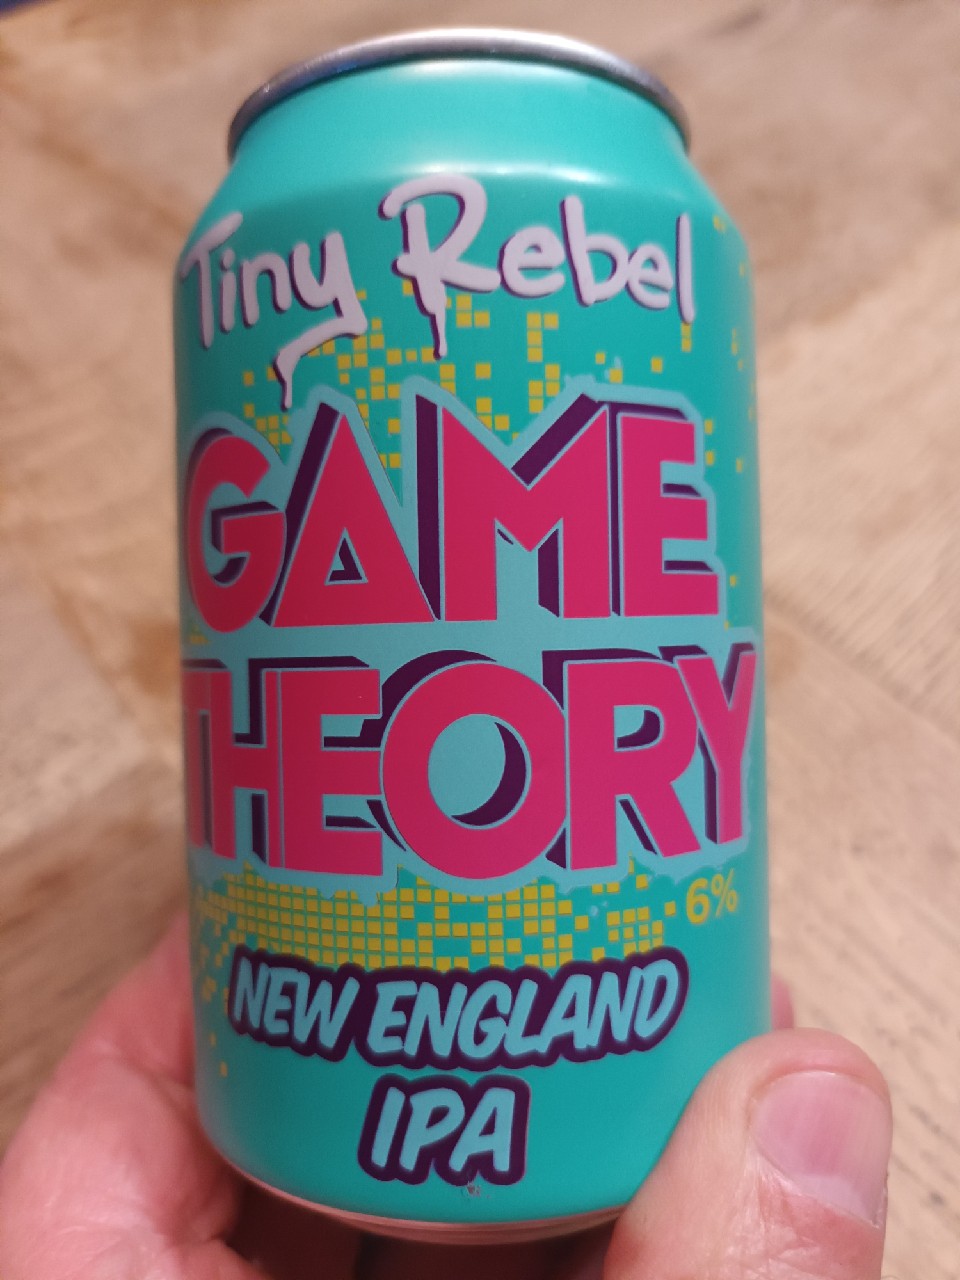 Tiny Rebel
GAME
THEORY
6%
NEW ENGLAND
IPA